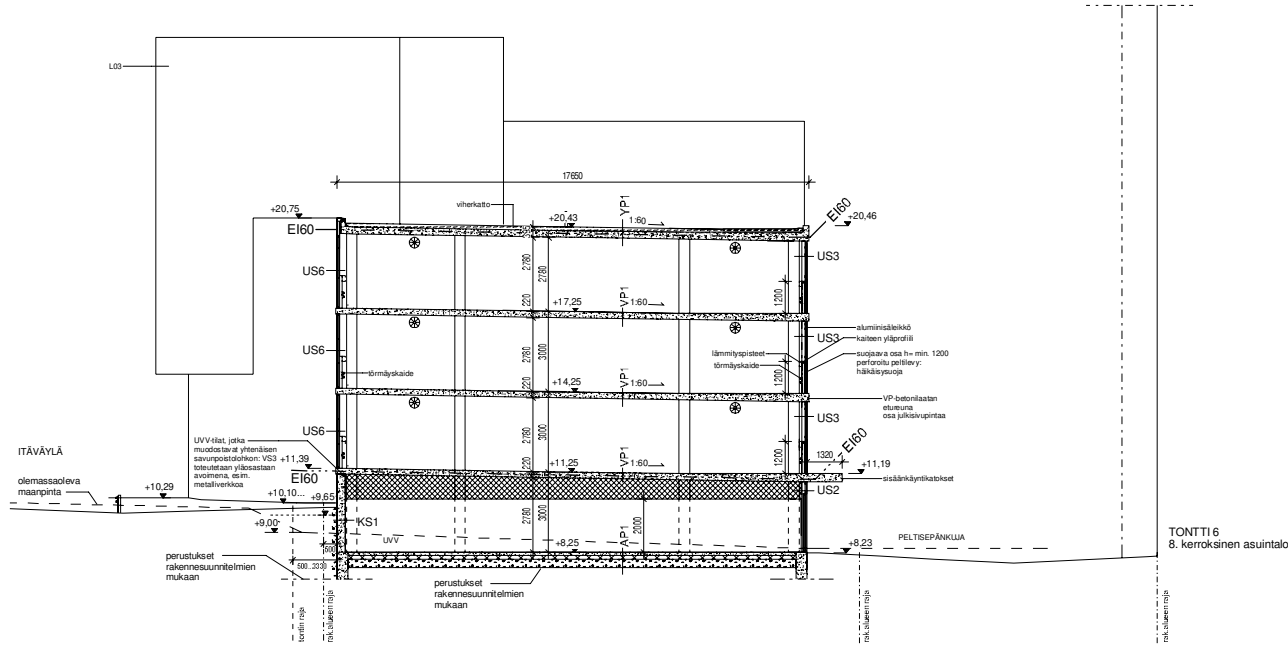 L03
17650
viherkatto
YP1
+20,75
+20,43
1:60
EI60
+20,46
EI60
195
US6
2780
2780
US3
220
+17,25
VP1
1:60
1200
alumiinisäleikkö
kaiteen yläprofiili
US3
US6
2780
3000
lämmityspisteet
törmäyskaide
suojaava osa h= min. 1200
perforoitu peltilevy:
häikäisysuoja
törmäyskaide
220
+14,25
VP1
1:60
1200
VP-betonilaatan
etureuna
osa julkisivupintaa
US3
US6
2780
3000
EI60
UVV-tilat, jotka
muodostavat yhtenäisen
savunpoistolohkon: VS3
toteutetaan yläosastaan
avoimena, esim.
metalliverkkoa
+11,39
EI60
220
+11,25
VP1
1:60
1200
1320
+11,19
sisäänkäyntikatokset
US2
ITÄVÄYLÄ
olemassaoleva
maanpinta
+10,29
+10,10...
+9,65
+9,00
KS1
UVV
2780
3000
2000
AP1
+8,25
+8,23
PELTISEPÄNKUJA
TONTTI 6
8. kerroksinen asuintalo
500
500...3330
perustukset
rakennesuunnitelmien
mukaan
perustukset
rakennesuunnitelmien
mukaan
tontin raja
rak.alueen raja
rak.alueen raja
rak.alueen raja